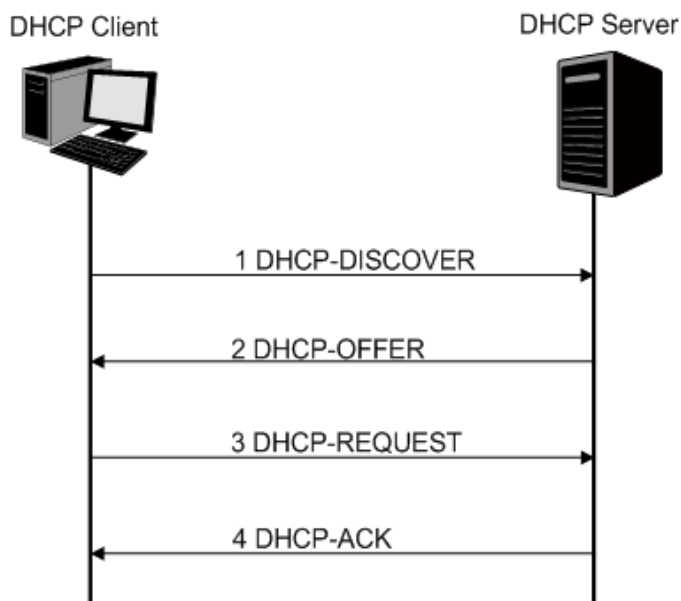 DHCP Client
DHCP Server
1 DHCP-DISCOVER
2 DHCP-OFFER
3 DHCP-REQUEST
4 DHCP-ACK